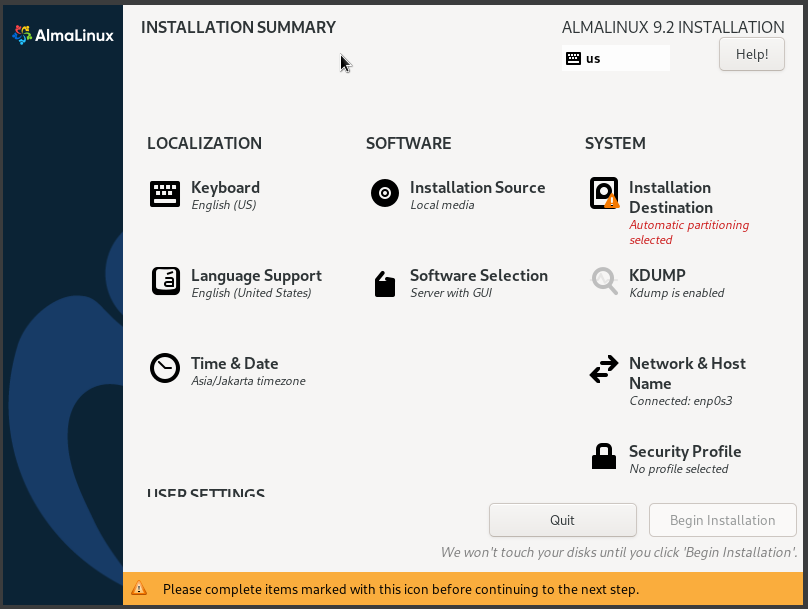 AlmaLinux
INSTALLATION SUMMARY
ALMALINUX 9.2 INSTALLATION
us
Help!
LOCALIZATION
Keyboard
English (US)
Language Support
English (United States)
Time & Date
Asia/Jakarta timezone
SOFTWARE
Installation Source
Local media
Software Selection
Server with GUI
SYSTEM
Installation
Destination
Automatic partitioning
selected
KDUMP
Kdump is enabled
Network & Host
Name
Connected: enp0s3
Security Profile
No profile selected
USER SETTINGS
Quit
Begin Installation
We won't touch your disks until you click 'Begin Installation'.
Please complete items marked with this icon before continuing to the next step.